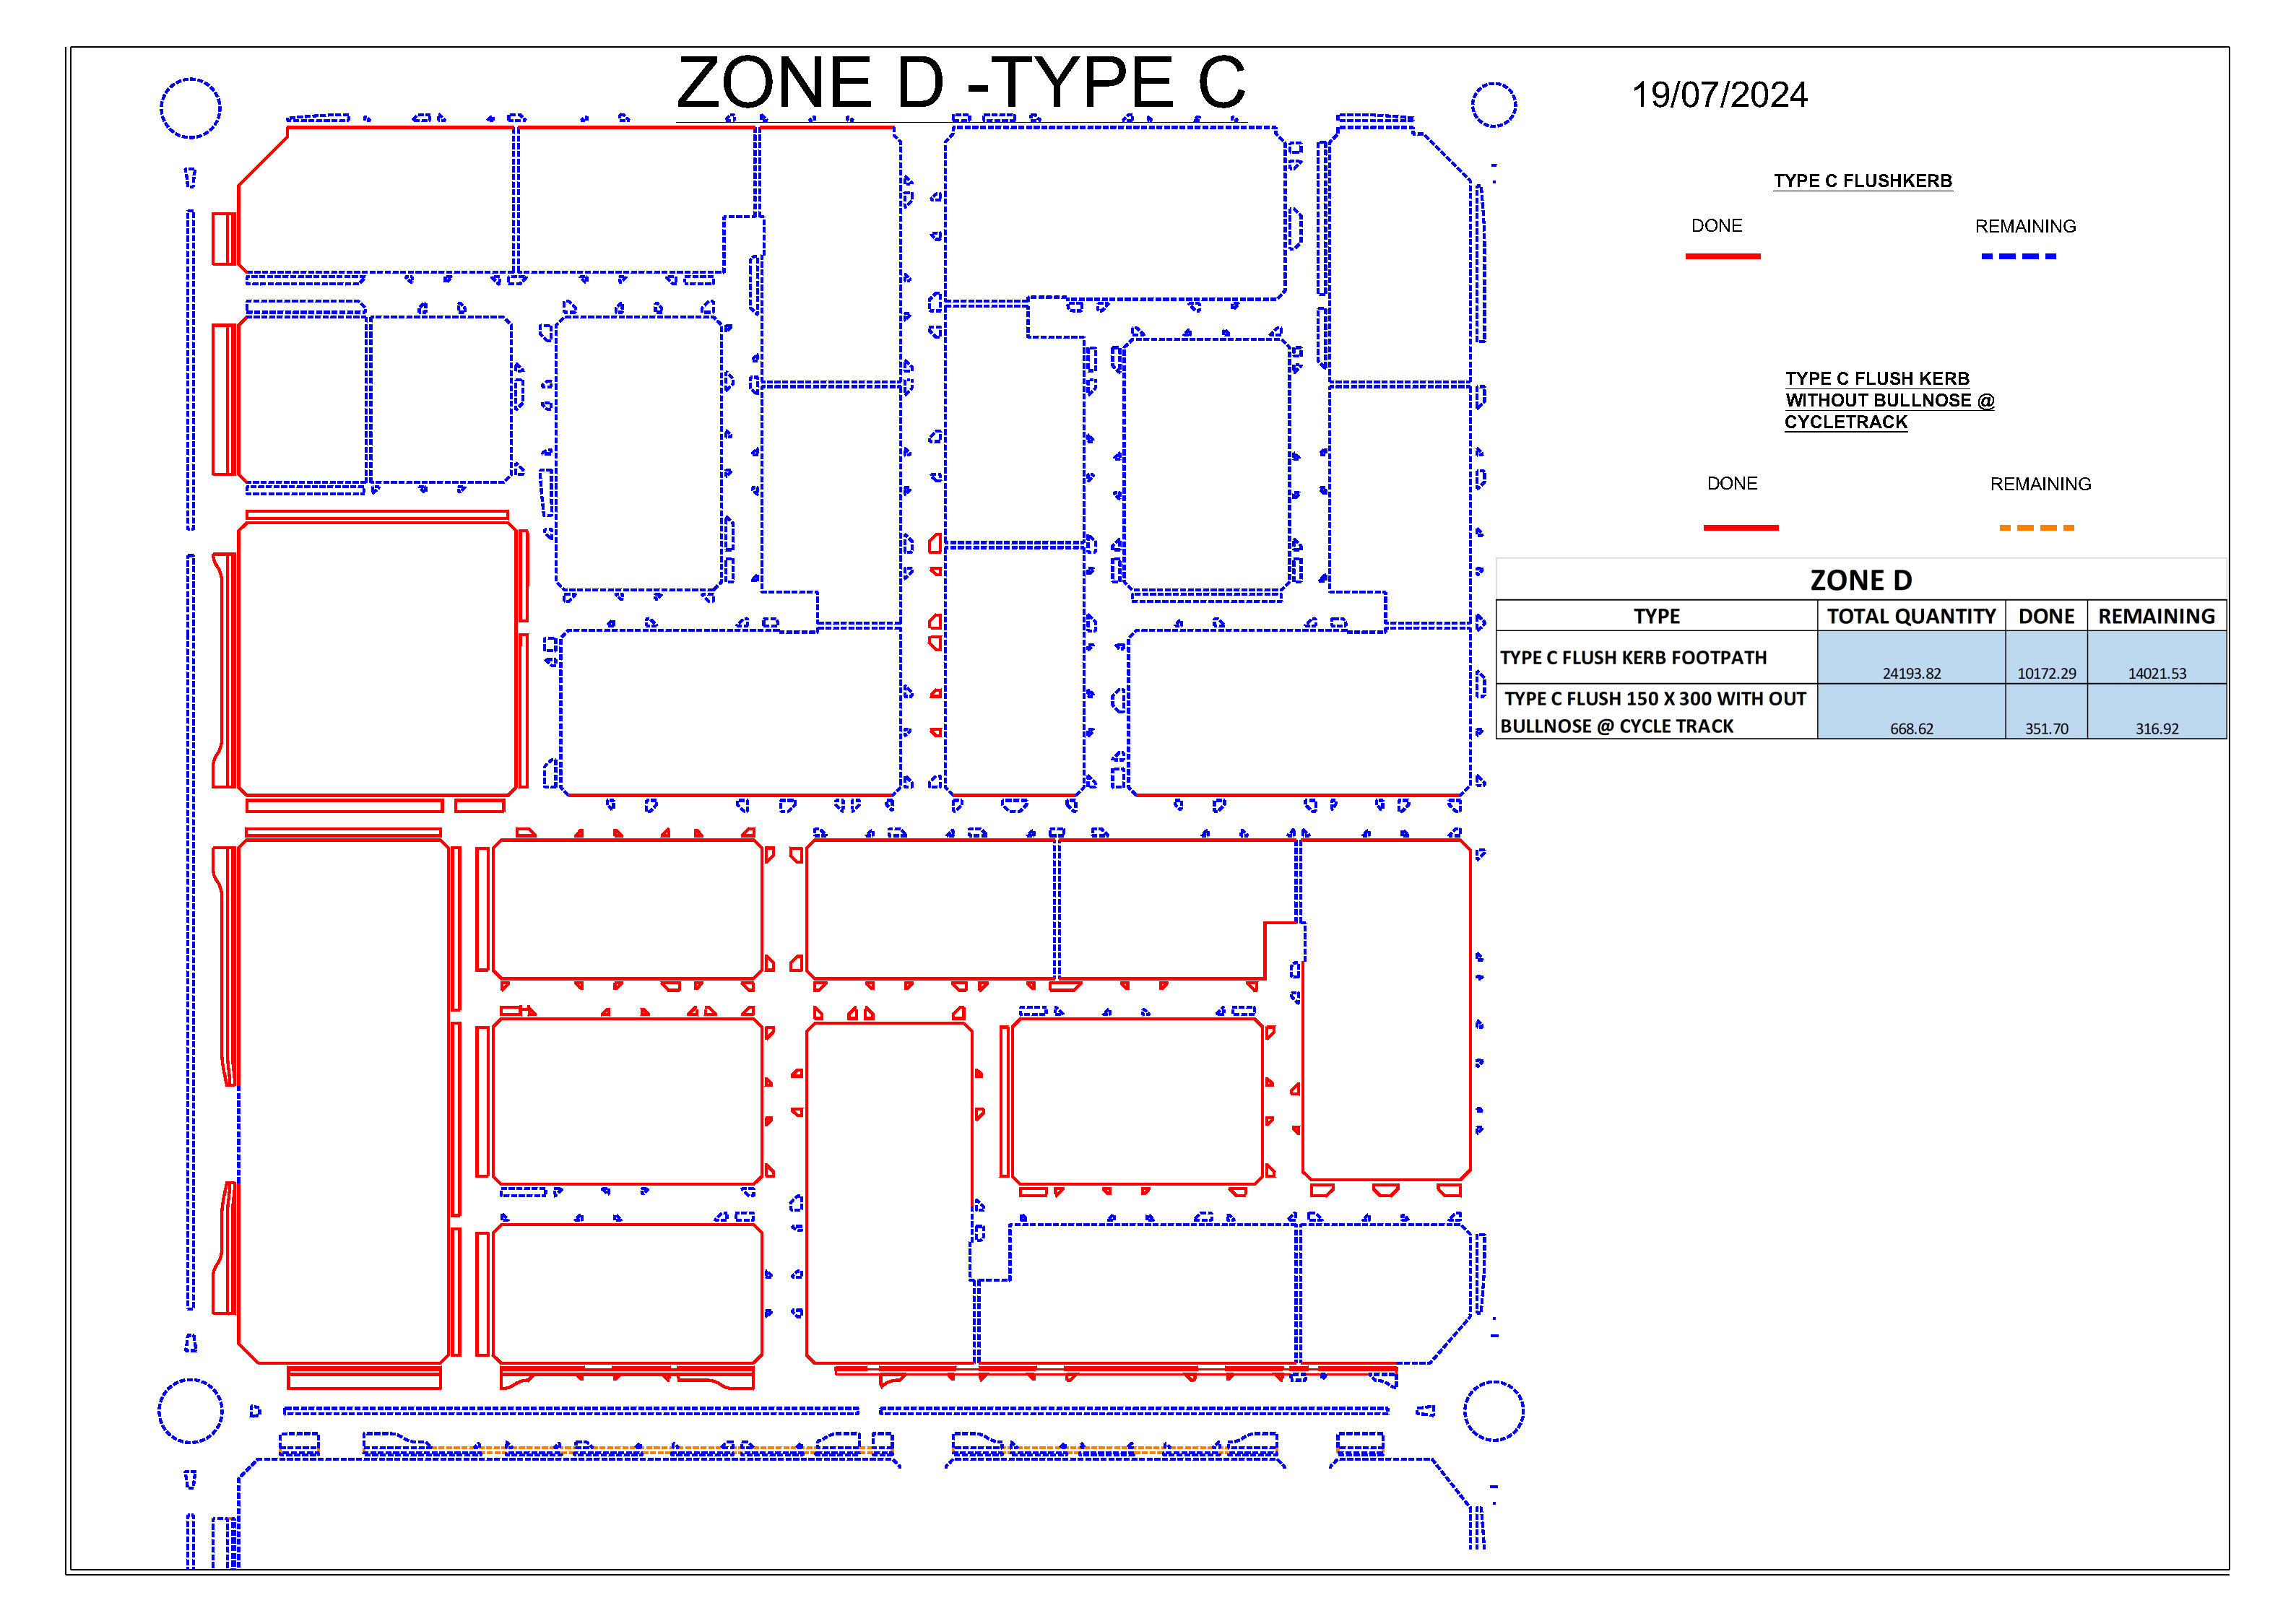 ZONE D -TYPE C
19/07/2024
TYPE C FLUSHKERB
DONE REMAINING
TYPE C FLUSH KERB
WITHOUT BULLNOSE @
CYCLETRACK
DONE REMAINING
ZONE D
TYPE TOTAL QUANTITY DONE REMAINING
TYPE C FLUSH KERB FOOTPATH 24193.82 10172.29 14021.53
TYPE C FLUSH 150 X 300 WITH OUT
BULLNOSE @ CYCLE TRACK 668.62 351.70 316.92